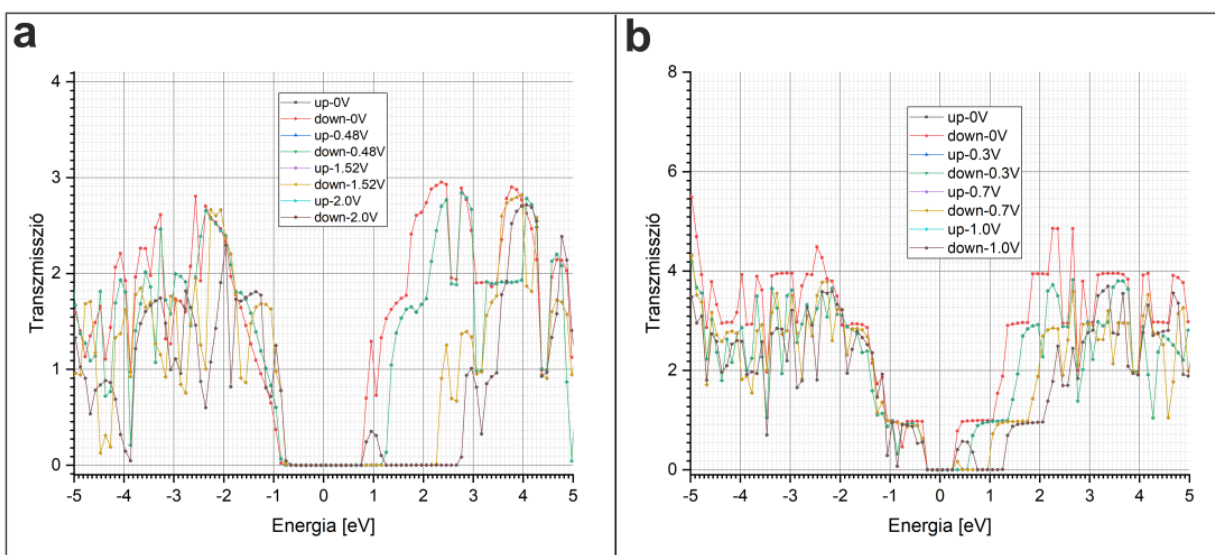 a
4
3
2
1
0
Transzmisszió
up-0V
down-0V
up-0.48V
down-0.48V
up-1.52V
down-1.52V
up-2.0V
down-2.0V
-5 -4 -3 -2 -1 0 1 2 3 4 5
Energia [eV]
b
8
6
4
2
0
Transzmisszió
up-0V
down-0V
up-0.3V
down-0.3V
up-0.7V
down-0.7V
up-1.0V
down-1.0V
-5 -4 -3 -2 -1 0 1 2 3 4 5
Energia [eV]